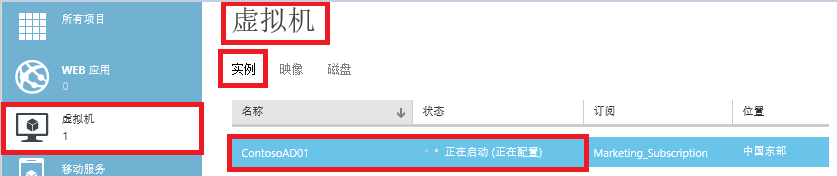 所有项目
WEB 应用
0
虚拟机
1
移动服务
虚拟机
实例 映像 磁盘
名称 状态 订阅 位置
ContosoAD01 正在启动 (正在配置) Marketing_Subscription 中国东部